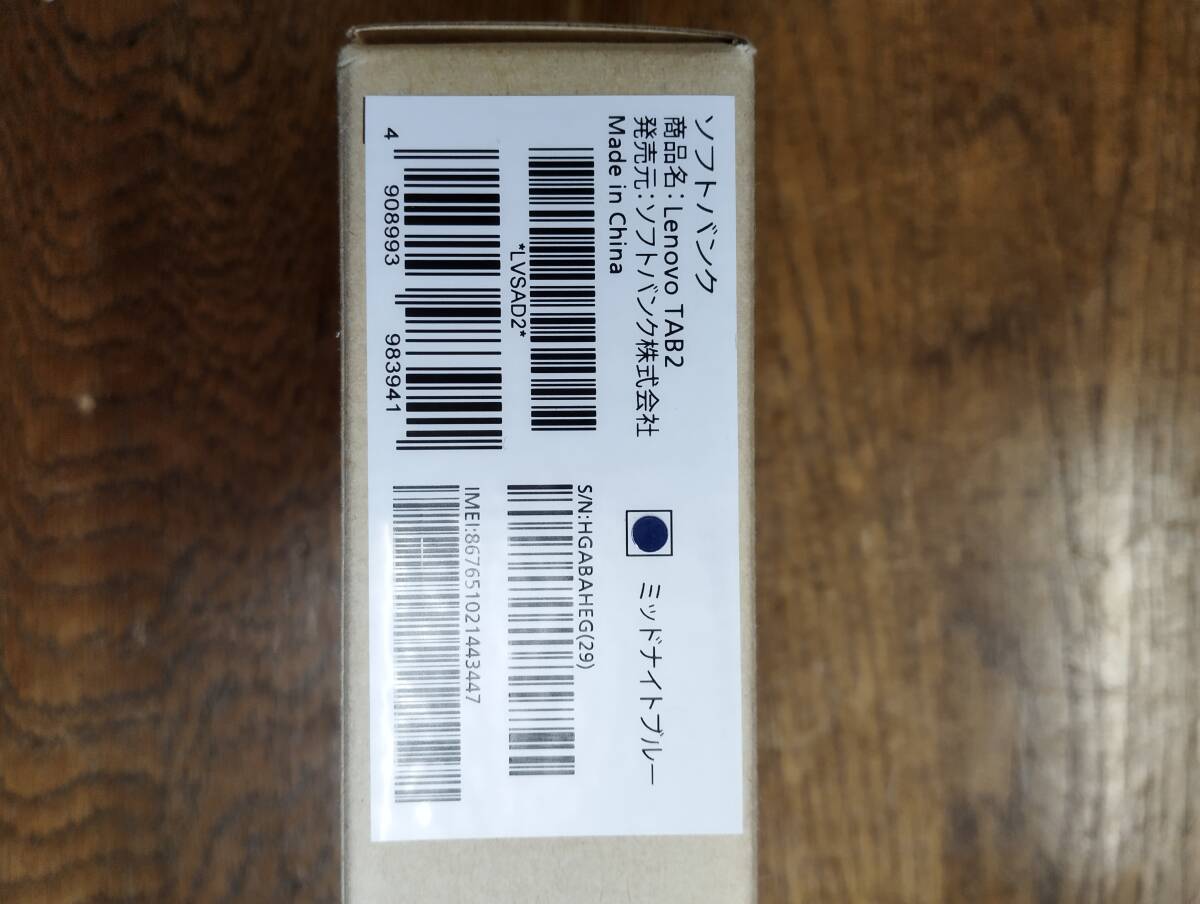 ソフトバンク
商品名：Lenovo TAB2
発売元：ソフトバンク株式会社
Made in China
*LVSAD2*
4 908993 983941
ミッドナイトブルー
S/N:HGABAHEG(29)
IMEI:867651021443447